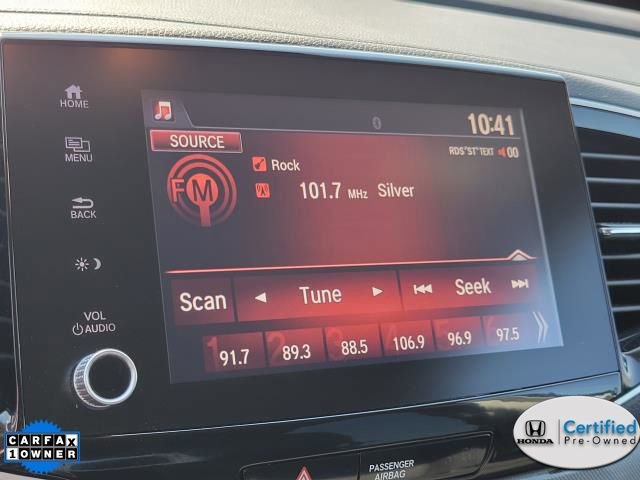 HOME
MENU
BACK
VOL
AUDIO
10:41
SOURCE
RDS "ST" TEXT 00
FM
Rock
101.7 MHz Silver
Scan Tune Seek
1 91.7 2 89.3 3 88.5 4 106.9 5 96.9 6 97.5
PASSENGER
AIRBAG
CARFAX
1 OWNER
HONDA
Certified
Pre-Owned